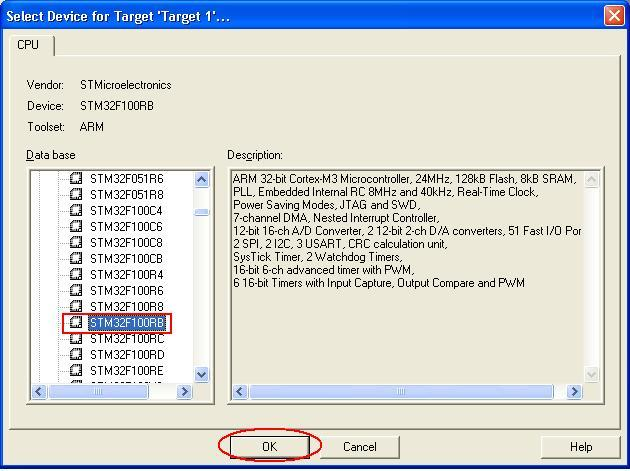 Select Device for Target 'Target 1'...
CPU
Vendor: STMicroelectronics
Device: STM32F100RB
Toolset: ARM
Data base
Description:
STM32F051R6
STM32F051R8
STM32F100C4
STM32F100C6
STM32F100C8
STM32F100CB
STM32F100R4
STM32F100R6
STM32F100R8
STM32F100RB
STM32F100RC
STM32F100RD
STM32F100RE
ARM 32-bit Cortex-M3 Microcontroller, 24MHz, 128kB Flash, 8kB SRAM,
PLL, Embedded Internal RC 8MHz and 40kHz, Real-Time Clock,
Power Saving Modes, JTAG and SWD,
7-channel DMA, Nested Interrupt Controller,
12-bit 16-ch A/D Converter, 2 12-bit 2-ch D/A converters, 51 Fast I/O Por
2 SPI, 2 I2C, 3 USART, CRC calculation unit,
SysTick Timer, 2 Watchdog Timers,
16-bit 6-ch advanced timer with PWM,
6 16-bit Timers with Input Capture, Output Compare and PWM
OK
Cancel
Help